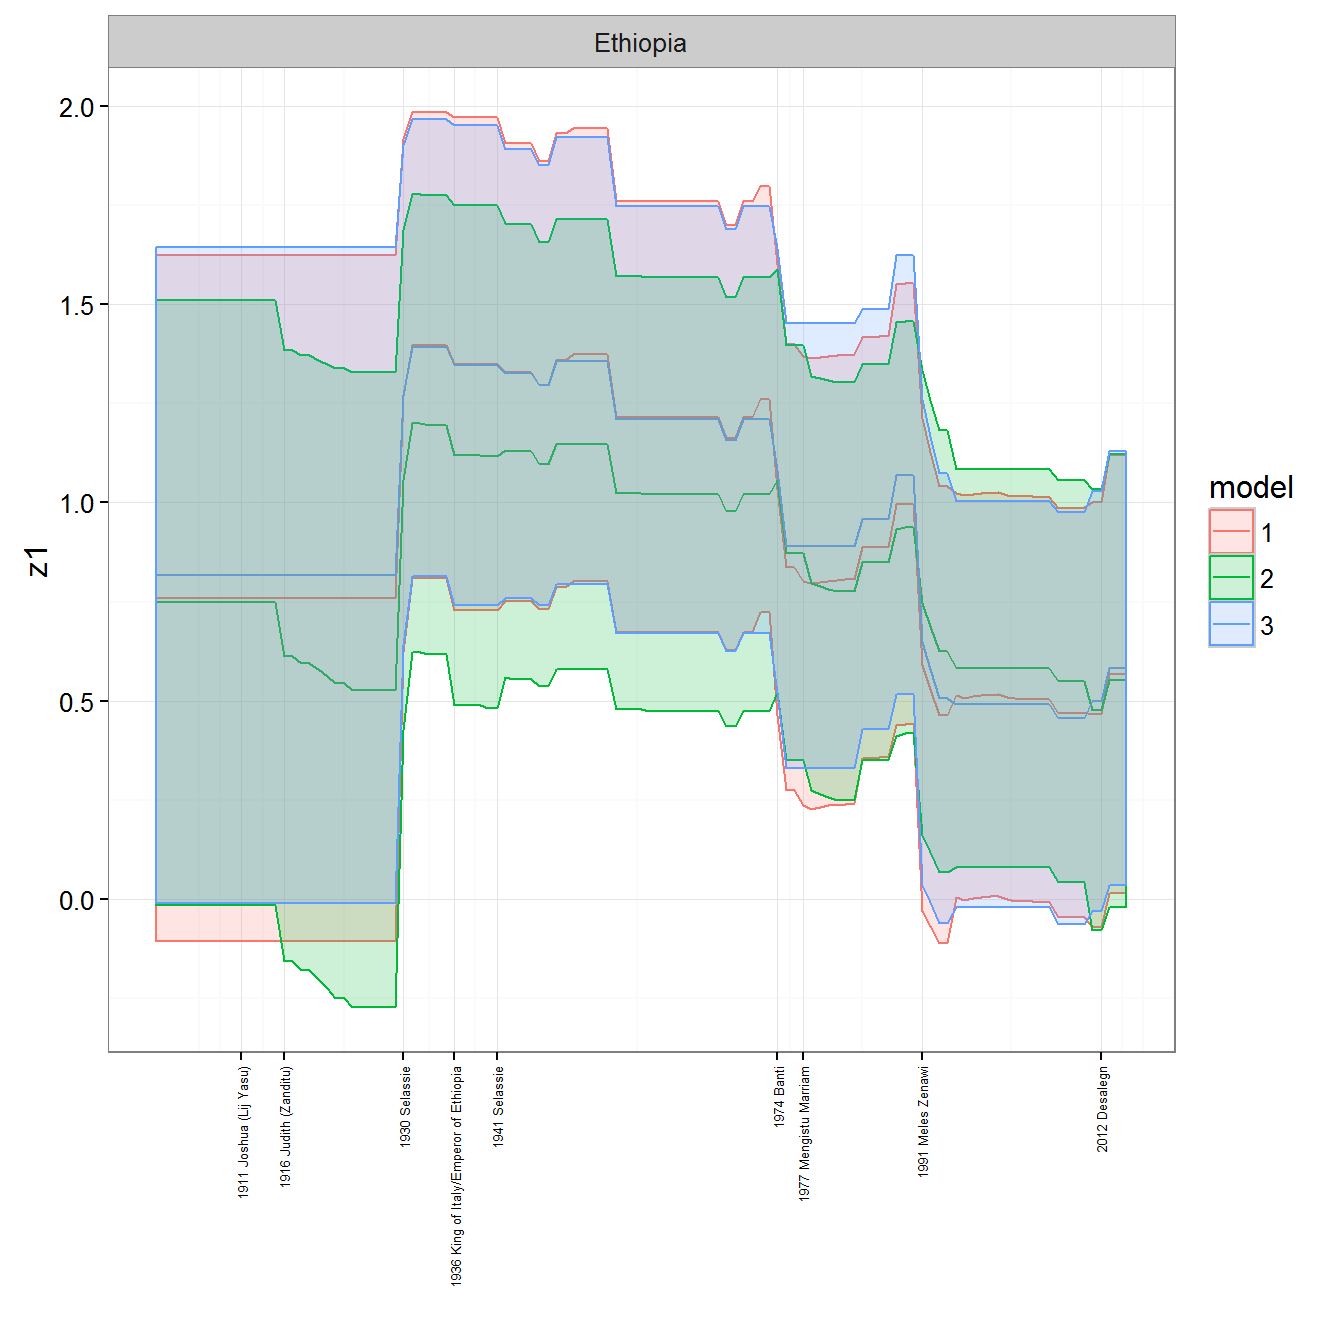 Ethiopia
2.0
1.5
1.0
0.5
0.0
z1
1911 Joshua (Lij Yasu)
1916 Judith (Zanditu)
1930 Selassie
1936 King of Italy/Emperor of Ethiopia
1941 Selassie
1974 Banti
1977 Mengistu Marriam
1991 Meles Zenawi
2012 Desalegn
model
1
2
3